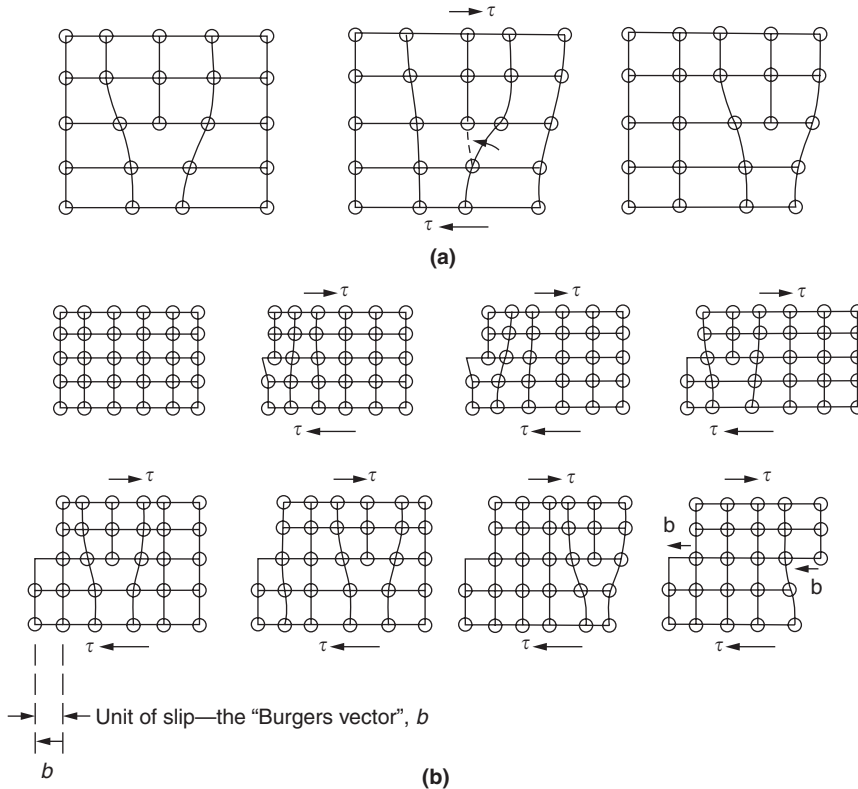 τ
τ
(a)
τ τ τ
τ τ τ
τ τ τ τ
b
b
τ τ τ τ
Unit of slip—the “Burgers vector”, b
b
(b)